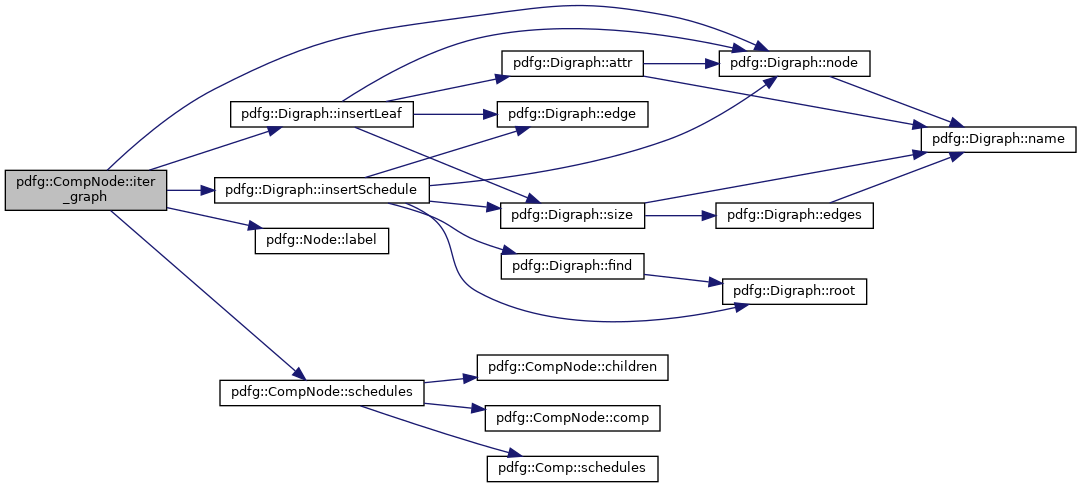 pdfg::CompNode::iter
_graph
pdfg::Digraph::insertLeaf
pdfg::Digraph::insertSchedule
pdfg::Node::label
pdfg::CompNode::schedules
pdfg::Digraph::attr
pdfg::Digraph::edge
pdfg::Digraph::size
pdfg::Digraph::find
pdfg::CompNode::children
pdfg::CompNode::comp
pdfg::Comp::schedules
pdfg::Digraph::node
pdfg::Digraph::edges
pdfg::Digraph::root
pdfg::Digraph::name